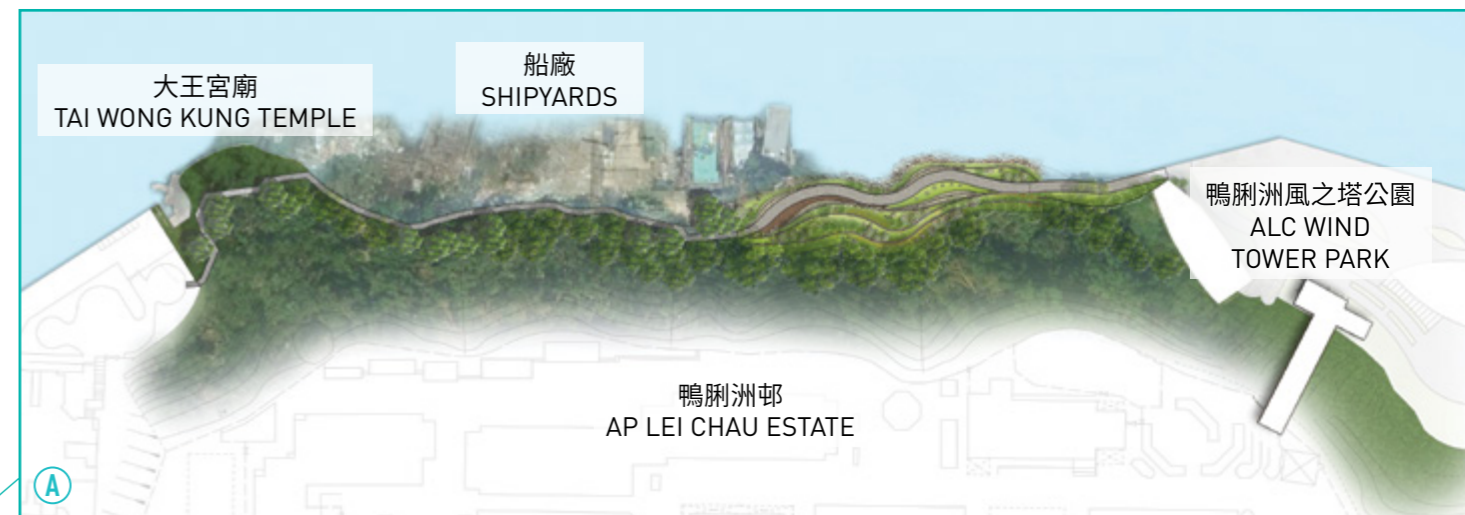 大王宮廟
TAI WONG KUNG TEMPLE
船廠
SHIPYARDS
鴨脷洲風之塔公園
ALC WIND
TOWER PARK
鴨脷洲邨
AP LEI CHAU ESTATE
A